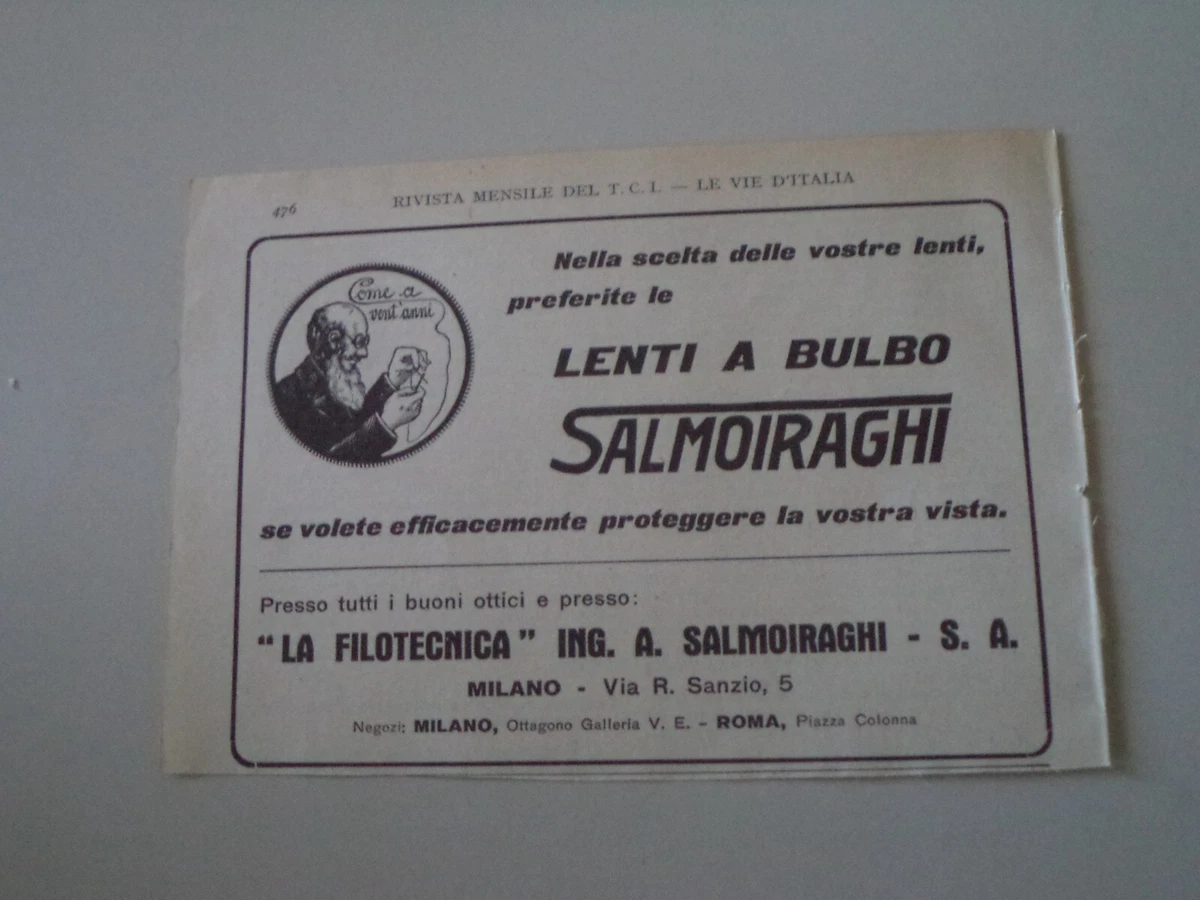 476
RIVISTA MENSILE DEL T. C. I. — LE VIE D'ITALIA
Come a
vent'anni
Nella scelta delle vostre lenti,
preferite le
LENTI A BULBO
SALMOIRAGHI
se volete efficacemente proteggere la vostra vista.
Presso tutti i buoni ottici e presso:
“LA FILOTECNICA” ING. A. SALMOIRAGHI - S. A.
MILANO - Via R. Sanzio, 5
Negozi: MILANO, Ottagono Galleria V. E. - ROMA, Piazza Colonna